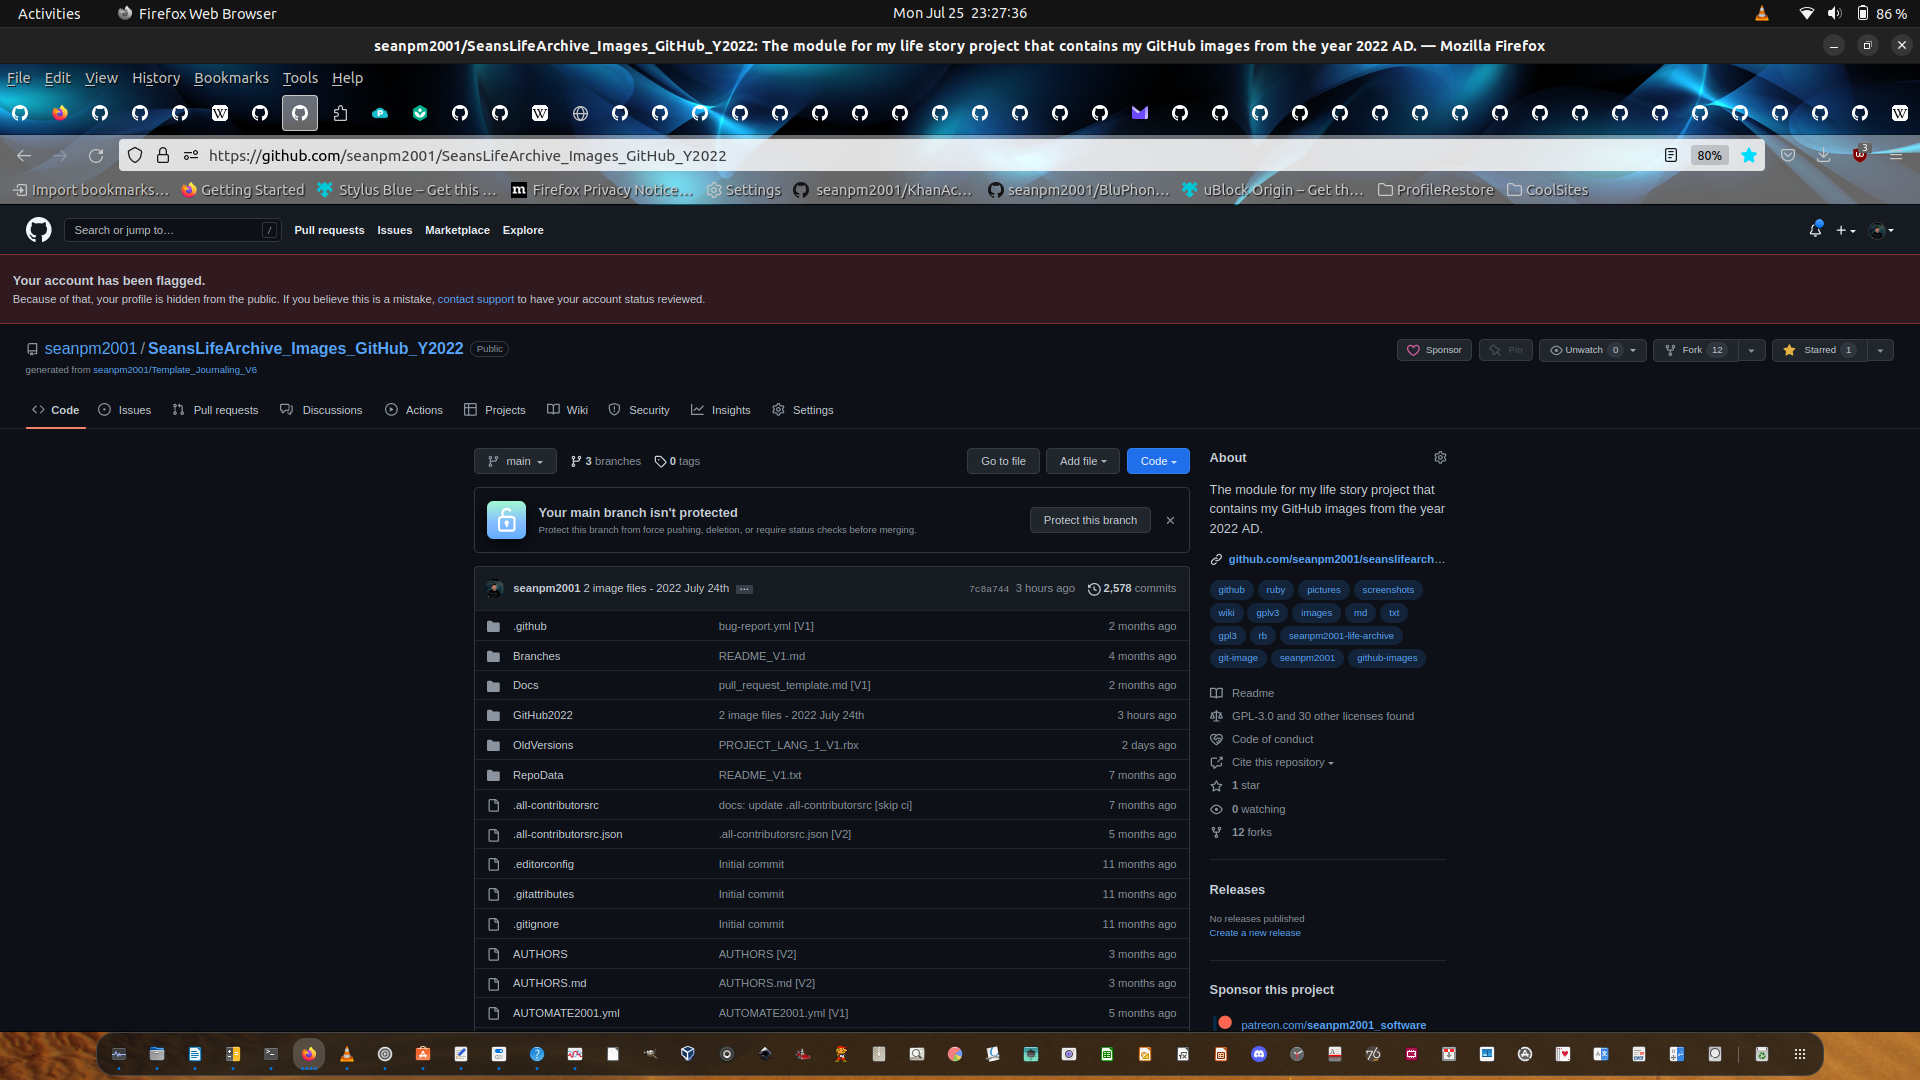 Activities
Firefox Web Browser
Mon Jul 25 23:27:36
86 %
seanpm2001/SeansLifeArchive_Images_GitHub_Y2022: The module for my life story project that contains my GitHub images from the year 2022 AD. — Mozilla Firefox
File Edit View History Bookmarks Tools Help
https://github.com/seanpm2001/SeansLifeArchive_Images_GitHub_Y2022
80%
3
Import bookmarks… Getting Started Stylus Blue – Get this … Firefox Privacy Notice… Settings seanpm2001/KhanAc… seanpm2001/BluPhon… uBlock Origin – Get th… ProfileRestore CoolSites
Search or jump to… /
Pull requests Issues Marketplace Explore
Your account has been flagged.
Because of that, your profile is hidden from the public. If you believe this is a mistake, contact support to have your account status reviewed.
seanpm2001 / SeansLifeArchive_Images_GitHub_Y2022 Public
Sponsor Pin Unwatch 0 Fork 12 Starred 1
generated from seanpm2001/Template_Journaling_V6
Code Issues Pull requests Discussions Actions Projects Wiki Security Insights Settings
main 3 branches 0 tags
Go to file Add file Code
Your main branch isn't protected
Protect this branch from force pushing, deletion, or require status checks before merging.
Protect this branch
seanpm2001 2 image files - 2022 July 24th … 7c8a744 3 hours ago 2,578 commits
.github bug-report.yml [V1] 2 months ago
Branches README_V1.md 4 months ago
Docs pull_request_template.md [V1] 2 months ago
GitHub2022 2 image files - 2022 July 24th 3 hours ago
OldVersions PROJECT_LANG_1_V1.rbx 2 days ago
RepoData README_V1.txt 7 months ago
.all-contributorsrc docs: update .all-contributorsrc [skip ci] 7 months ago
.all-contributorsrc.json .all-contributorsrc.json [V2] 5 months ago
.editorconfig Initial commit 11 months ago
.gitattributes Initial commit 11 months ago
.gitignore Initial commit 11 months ago
AUTHORS AUTHORS [V2] 3 months ago
AUTHORS.md AUTHORS.md [V2] 3 months ago
AUTOMATE2001.yml AUTOMATE2001.yml [V1] 5 months ago
About
The module for my life story project that
contains my GitHub images from the year
2022 AD.
github.com/seanpm2001/seanslifearch…
github ruby pictures screenshots
wiki gplv3 images md txt
gpl3 rb seanpm2001-life-archive
git-image seanpm2001 github-images
Readme
GPL-3.0 and 30 other licenses found
Code of conduct
Cite this repository
1 star
0 watching
12 forks
Releases
No releases published
Create a new release
Sponsor this project
patreon.com/seanpm2001_software